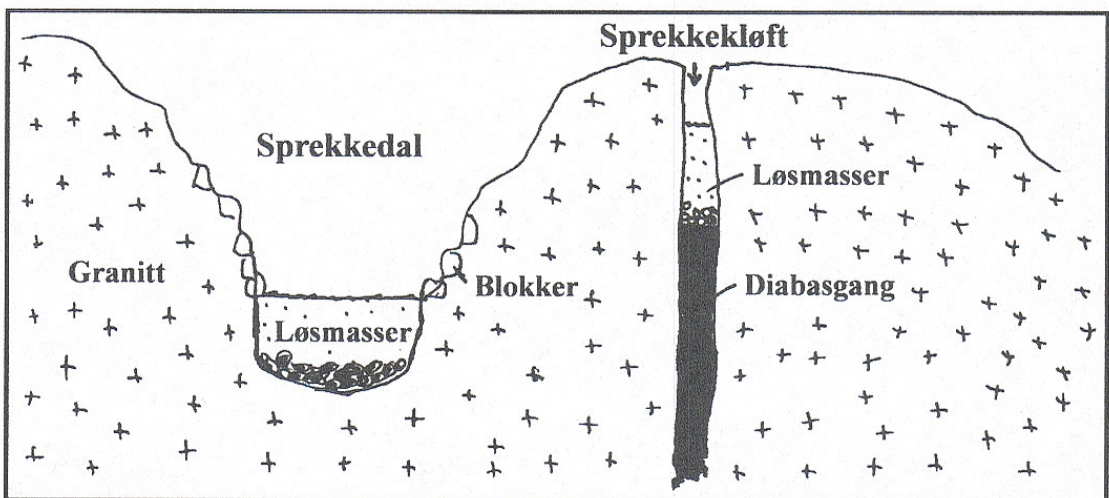 Sprekkekløft
Sprekkedal
Løsmasser
Granitt
Blokker
Diabasgang
Løsmasser